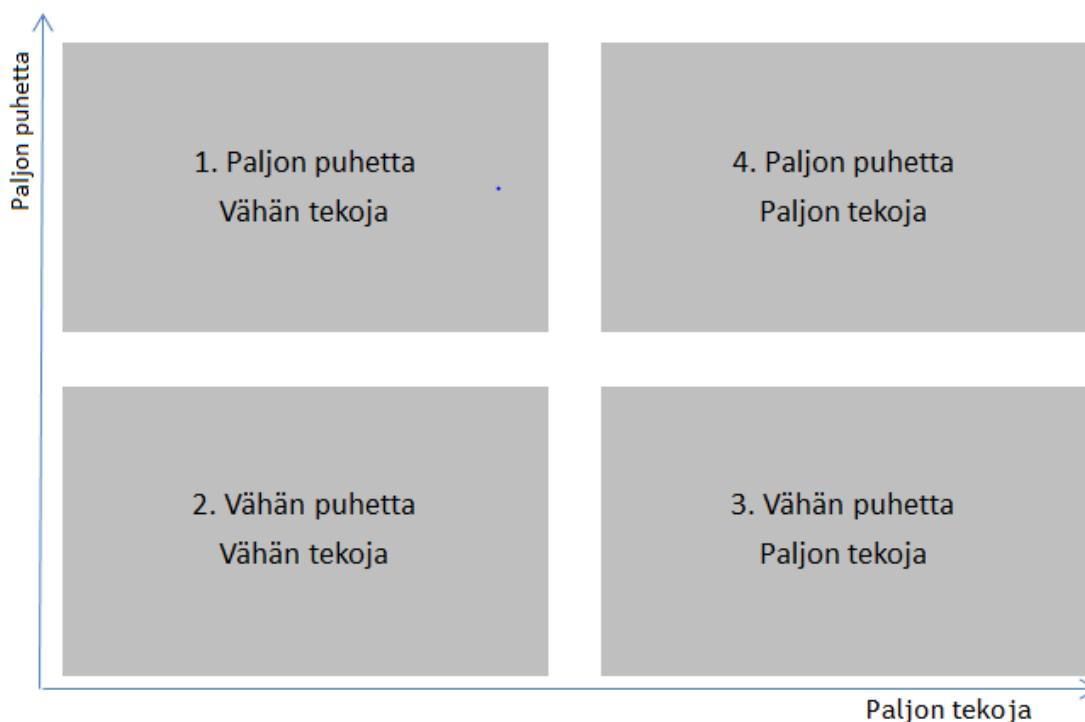 Paljon puhetta
1. Paljon puhetta
Vähän tekoja
4. Paljon puhetta
Paljon tekoja
2. Vähän puhetta
Vähän tekoja
3. Vähän puhetta
Paljon tekoja
Paljon tekoja